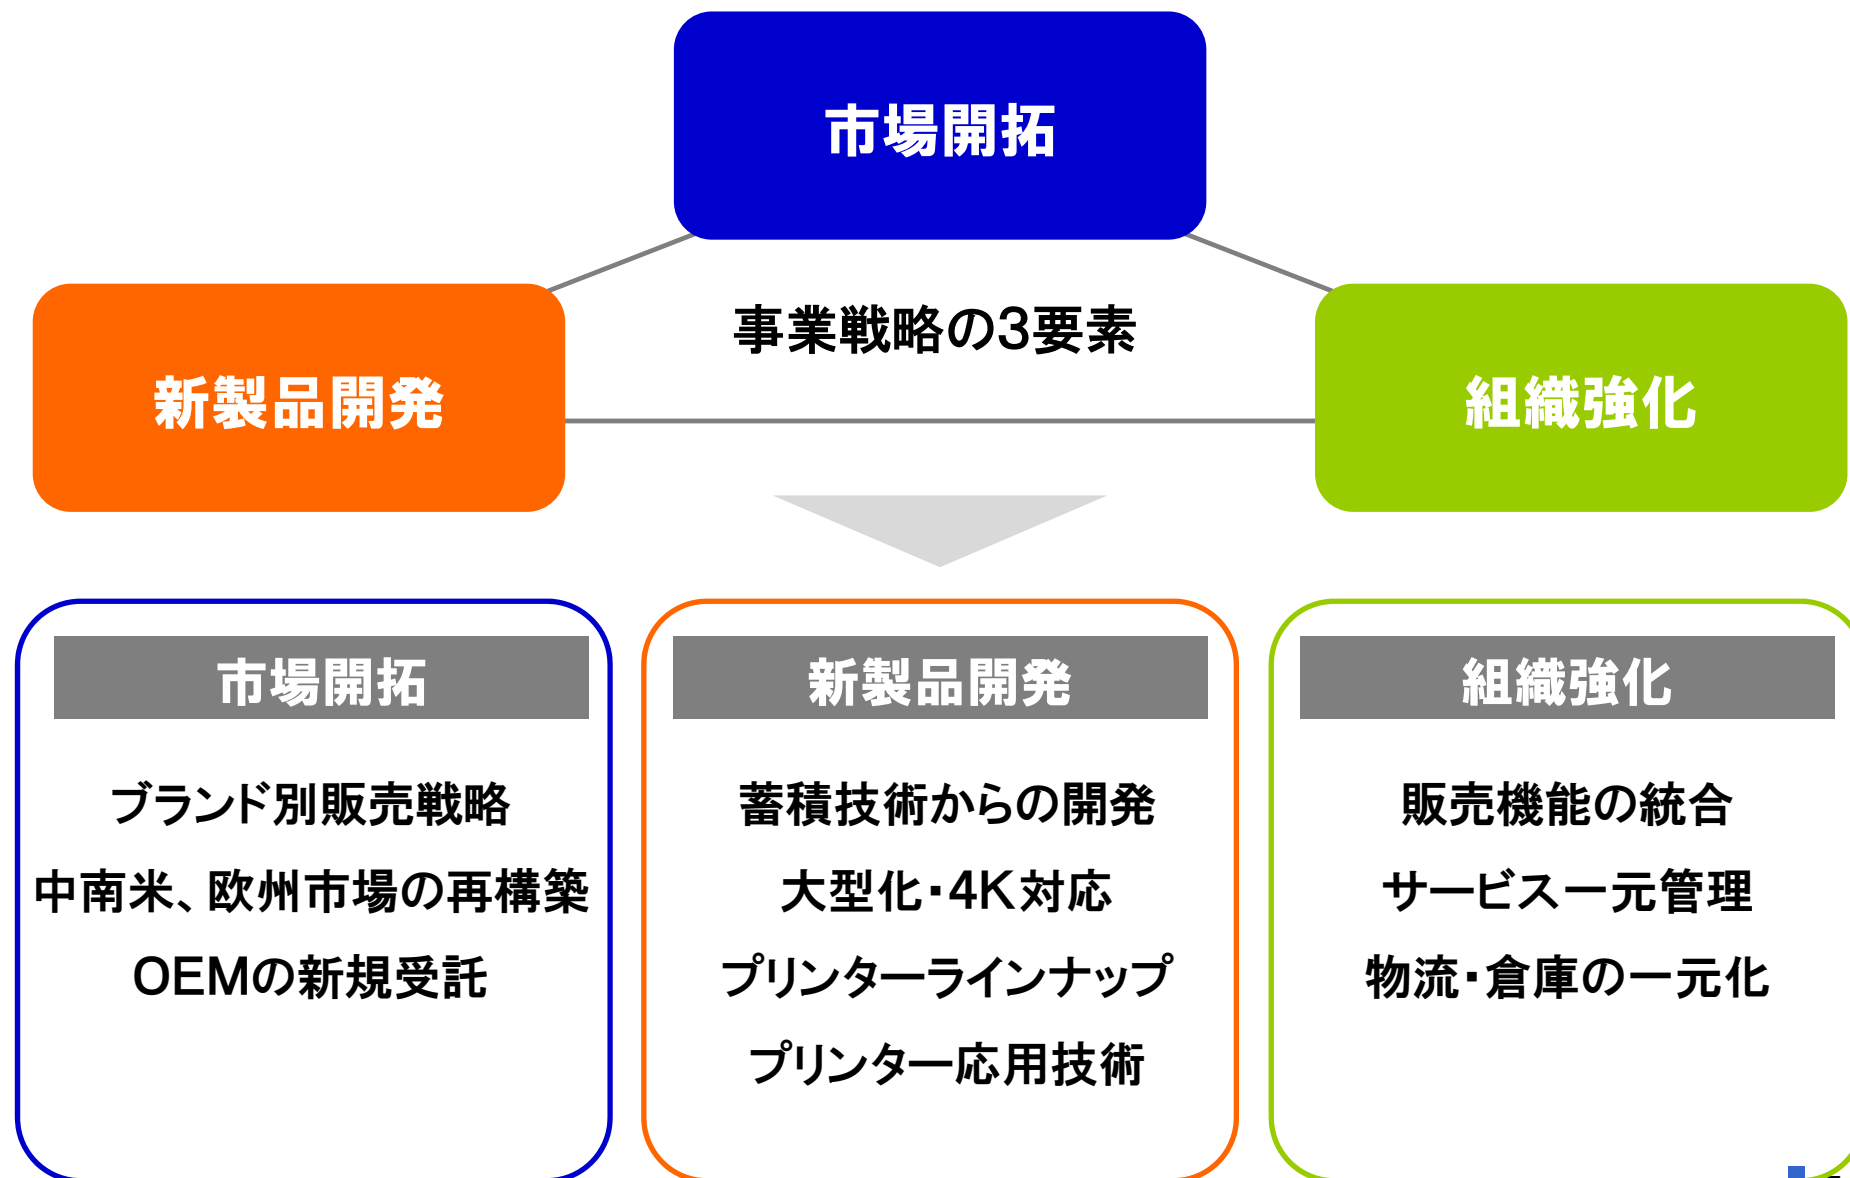 市場開拓
事業戦略の3要素
新製品開発
組織強化
市場開拓
ブランド別販売戦略
中南米、欧州市場の再構築
OEMの新規受託
新製品開発
蓄積技術からの開発
大型化・4K対応
プリンターラインナップ
プリンター応用技術
組織強化
販売機能の統合
サービス一元管理
物流・倉庫の一元化